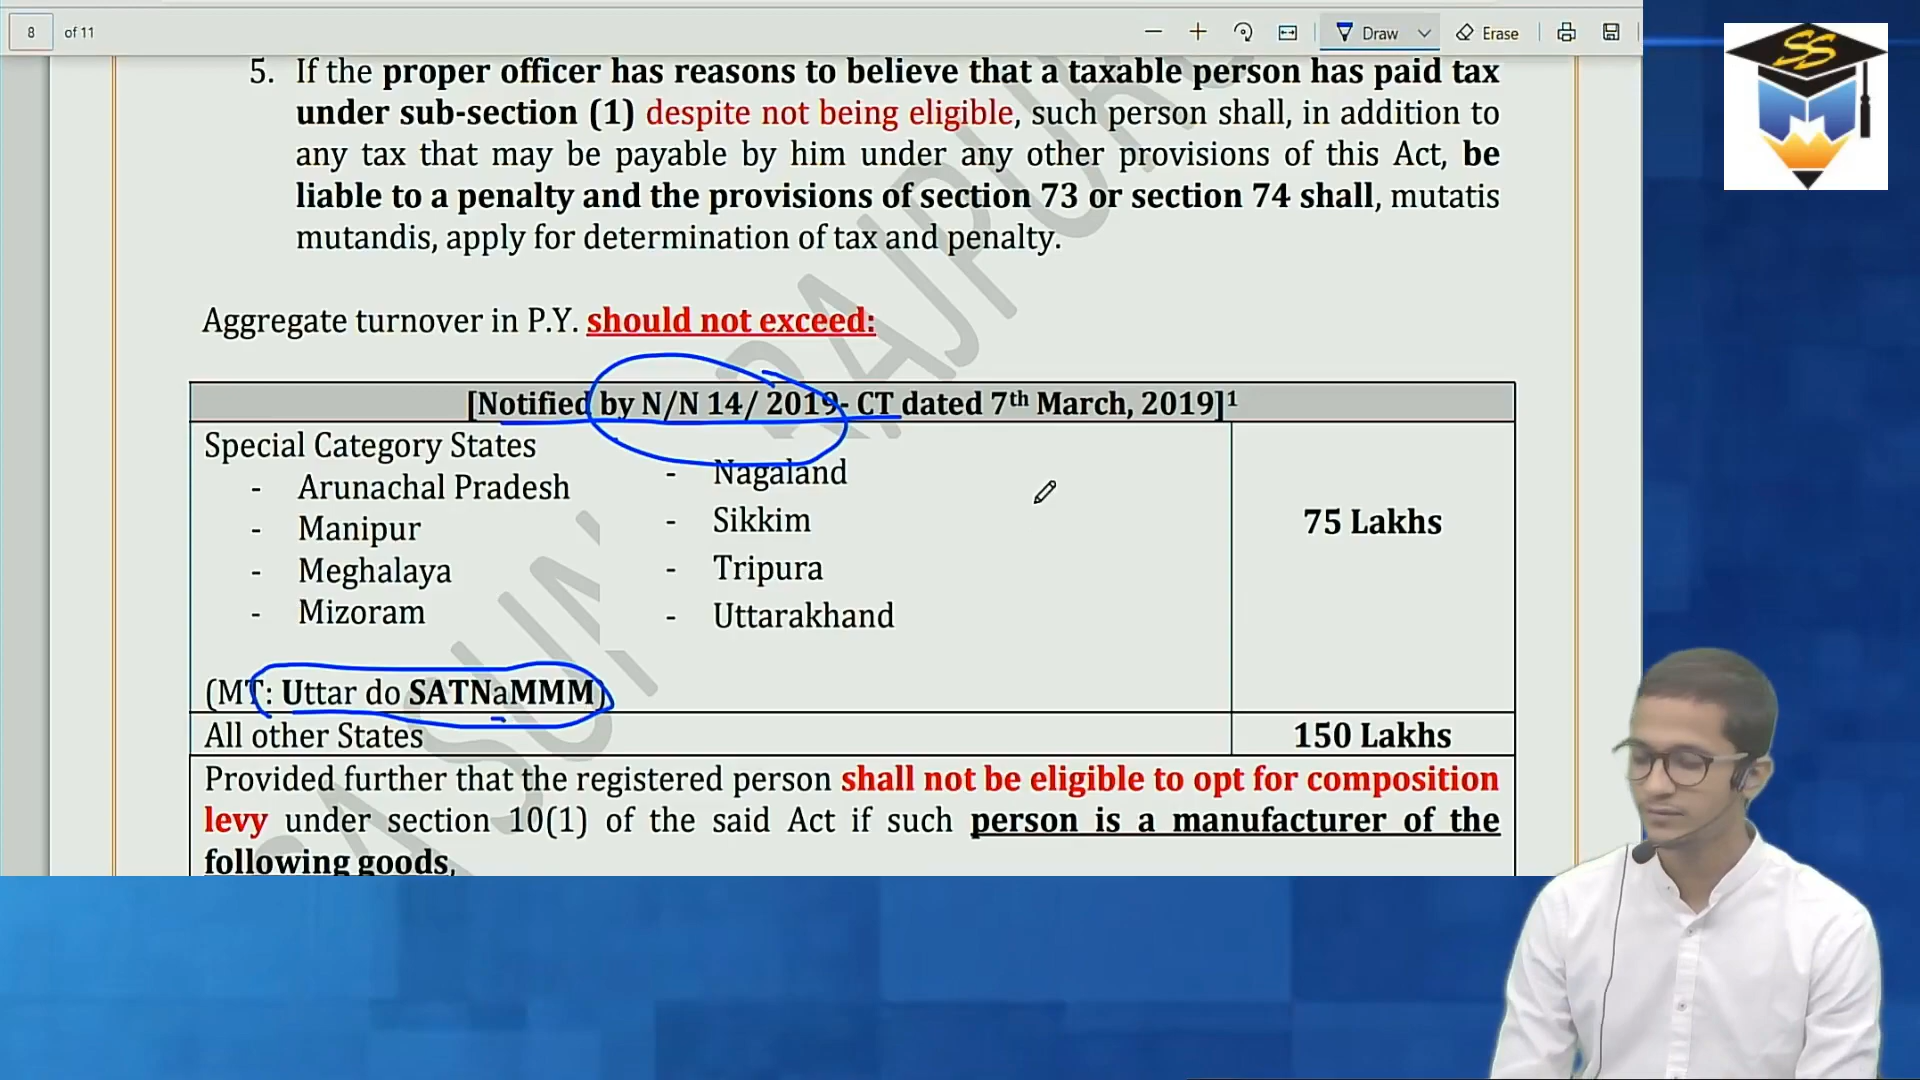 8 of 11
Draw
Erase
SS
5. If the proper officer has reasons to believe that a taxable person has paid tax
under sub-section (1) despite not being eligible, such person shall, in addition to
any tax that may be payable by him under any other provisions of this Act, be
liable to a penalty and the provisions of section 73 or section 74 shall, mutatis
mutandis, apply for determination of tax and penalty.
Aggregate turnover in P.Y. should not exceed:
[Notified by N/N 14/ 2019- CT dated 7th March, 2019]1
Special Category States
- Arunachal Pradesh
- Manipur
- Meghalaya
- Mizoram
- Nagaland
- Sikkim
- Tripura
- Uttarakhand
75 Lakhs
(MT: Uttar do SATNaMMM)
All other States
150 Lakhs
Provided further that the registered person shall not be eligible to opt for composition
levy under section 10(1) of the said Act if such person is a manufacturer of the
following goods,